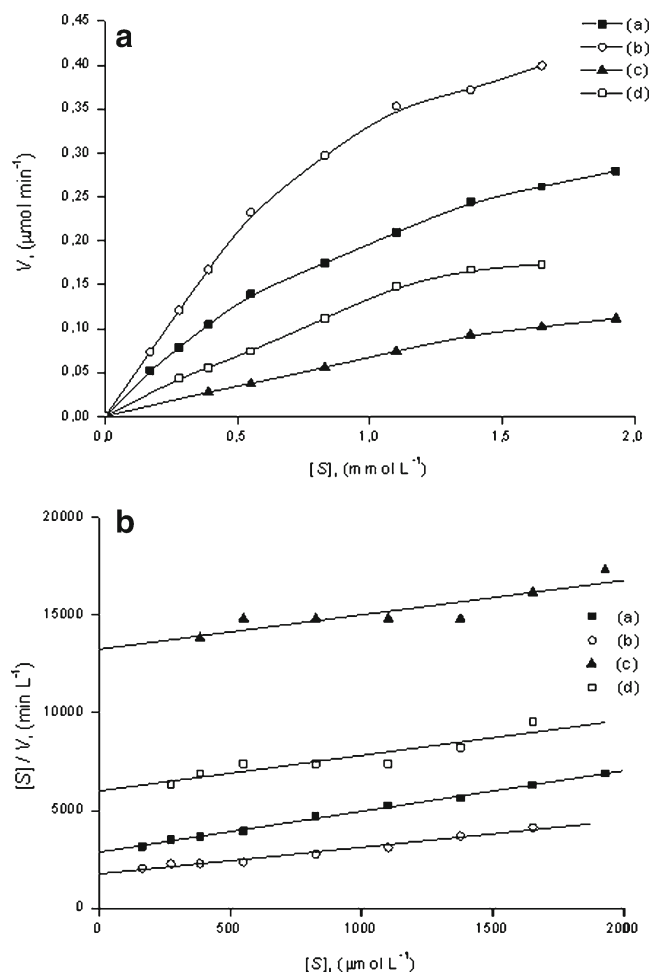 a
(a)
(b)
(c)
(d)
0,45
0,40
0,35
0,30
0,25
0,20
0,15
0,10
0,05
0,00
V, (μmol min⁻¹)
0,0 0,5 1,0 1,5 2,0
[S], (mmol L⁻¹)
b
(a)
(b)
(c)
(d)
20000
15000
10000
5000
0
[S]/V, (min L⁻¹)
0 500 1000 1500 2000
[S], (μmol L⁻¹)